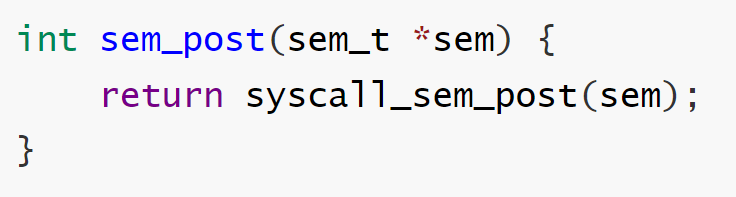 int sem_post(sem_t *sem) {
    return syscall_sem_post(sem);
}